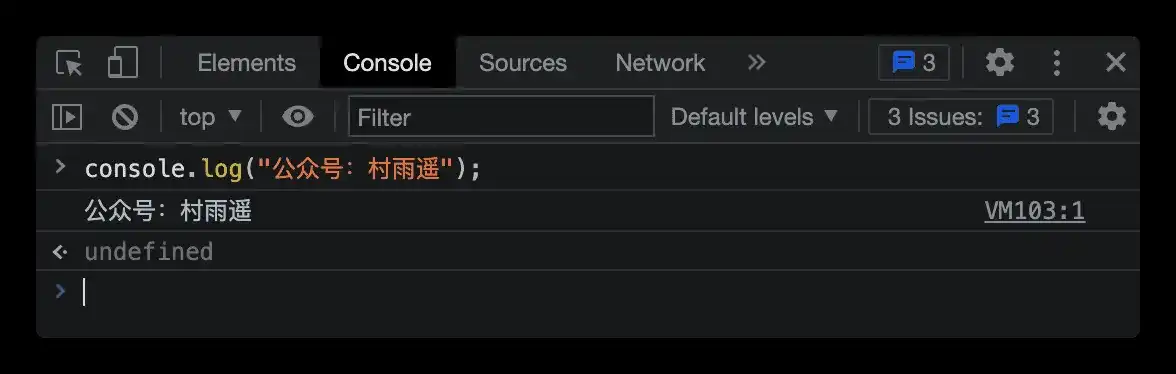 Elements Console Sources Network » 3
top ▼ Filter Default levels ▼ 3 Issues: 3
> console.log("公众号：村雨遥");
公众号：村雨遥 VM103:1
<· undefined
>